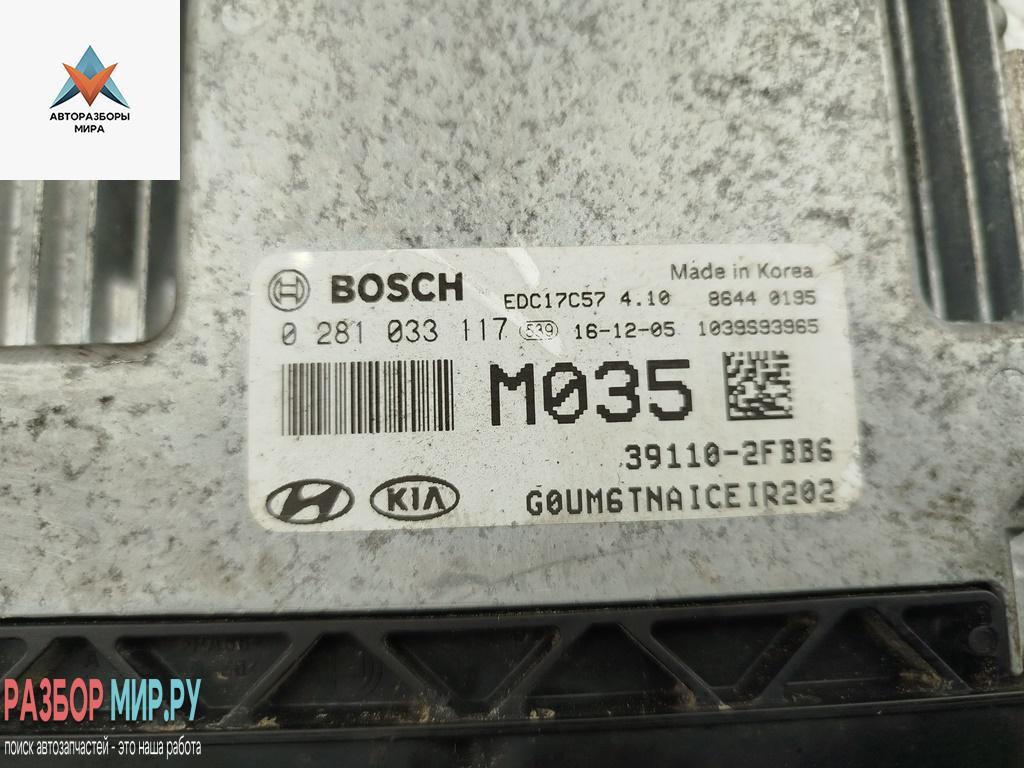 АВТОРАЗБОРЫ
МИРА
BOSCH
Made in Korea
EDC17C57 4.10 8644 0195
0 281 033 117 539 16-12-05 1039S93965
M035
39110-2FBB6
KIA
G0UM6TNAICEIR202
РАЗБОР МИР.РУ
поиск автозапчастей - это наша работа